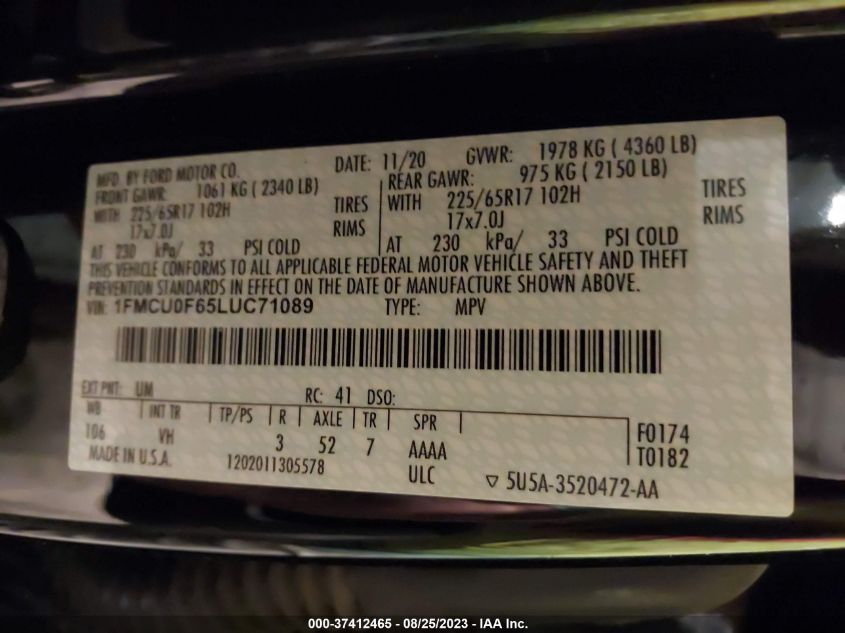 MFD. BY FORD MOTOR CO. DATE: 11/20 GVWR: 1978 KG ( 4360 LB)
FRONT GAWR: 1061 KG ( 2340 LB) REAR GAWR: 975 KG ( 2150 LB)
WITH 225/65R17 102H TIRES WITH 225/65R17 102H TIRES
17x7.0J RIMS 17x7.0J RIMS
AT 230 kPa/ 33 PSI COLD AT 230 kPa/ 33 PSI COLD
THIS VEHICLE CONFORMS TO ALL APPLICABLE FEDERAL MOTOR VEHICLE SAFETY AND THEFT
PREVENTION STANDARDS IN EFFECT ON THE DATE OF MANUFACTURE SHOWN ABOVE.
VIN: 1FMCU0F65LUC71089 TYPE: MPV
EXT PNT: UM RC: 41 DSO:
WB INT TR TP/PS R AXLE TR SPR
106 VH 3 52 7 AAAA F0174
MADE IN U.S.A. 1202011305578 ULC T0182
▽ 5U5A-3520472-AA
000-37412465 - 08/25/2023 - IAA Inc.